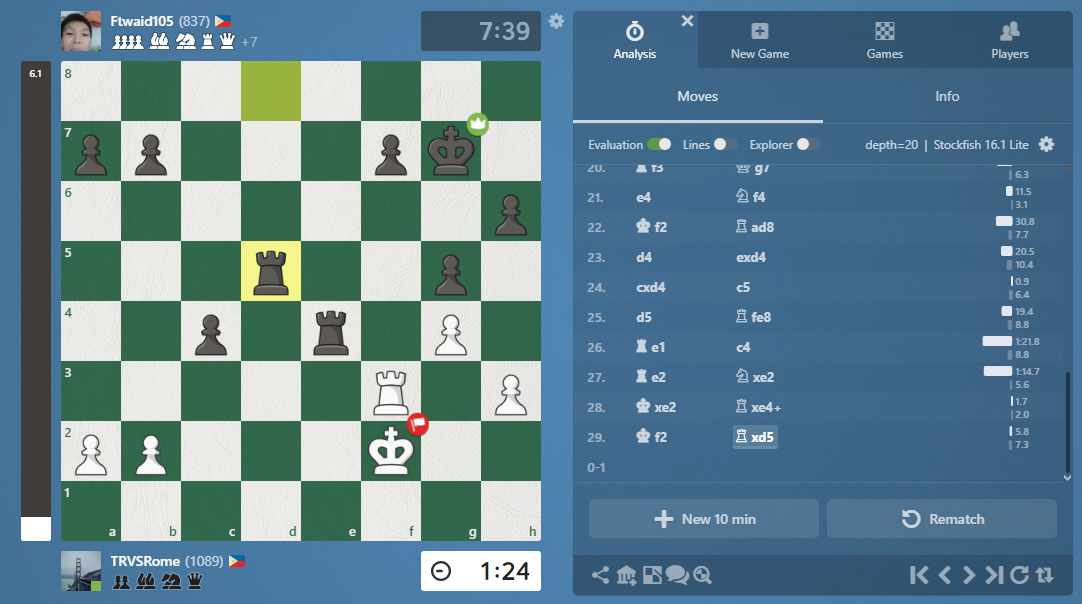 Ftwaid105 (837)
+7
7:39
6.1
8
7
6
5
4
3
2
1
a b c d e f g h
TRVSRome (1089)
1:24
Analysis
New Game
Games
Players
Moves
Info
Evaluation Lines Explorer depth=20 | Stockfish 16.1 Lite
20. f3 g7 6.3
21. e4 f4 11.5 3.1
22. f2 ad8 30.8 7.7
23. d4 exd4 20.5 10.4
24. cxd4 c5 0.9 6.4
25. d5 fe8 19.4 8.8
26. e1 c4 1:21.8 8.8
27. e2 xe2 1:14.7 5.6
28. xe2 xe4+ 1.7 2.0
29. f2 xd5 5.8 7.3
0-1
New 10 min
Rematch